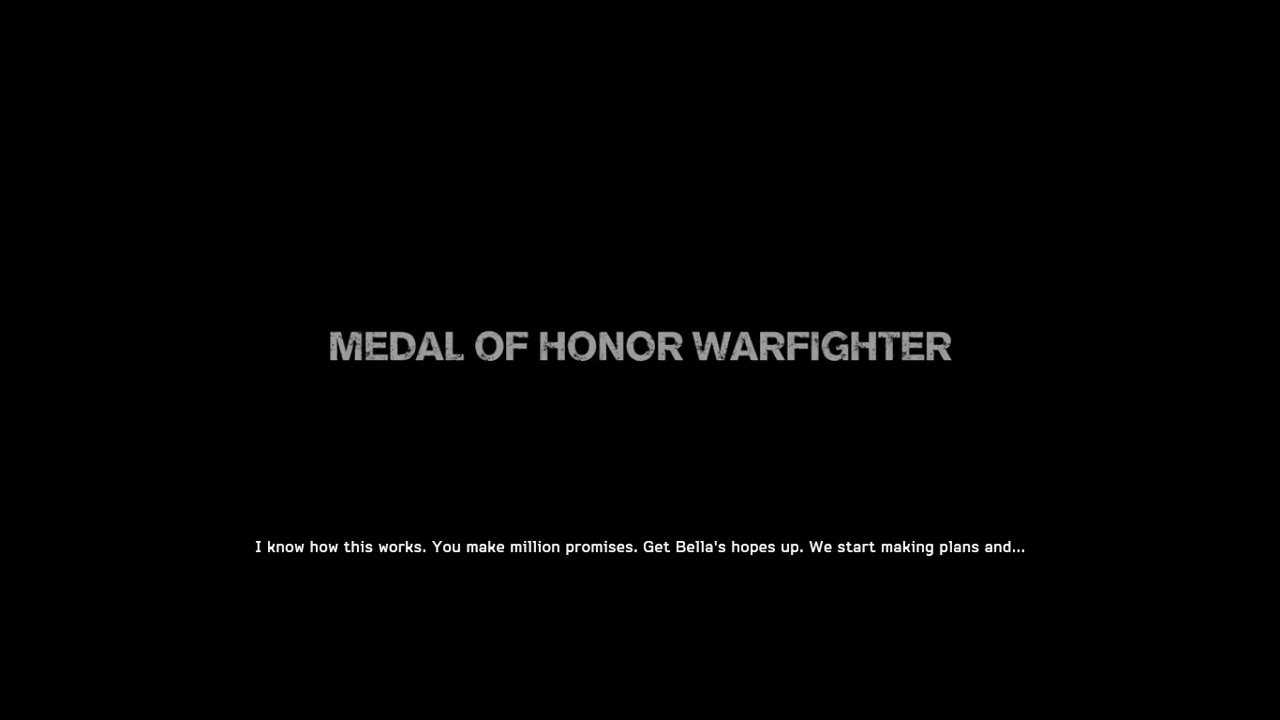 MEDAL OF HONOR WARFIGHTER
I know how this works. You make million promises. Get Bella's hopes up. We start making plans and...